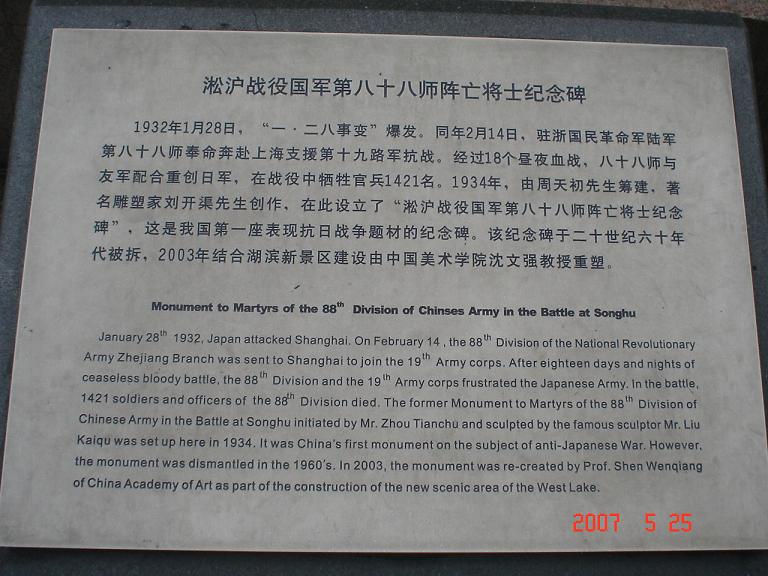 淞沪战役国军第八十八师阵亡将士纪念碑
1932年1月28日，“一·二八事变”爆发。同年2月14日，驻浙国民革命军陆军
第八十八师奉命奔赴上海支援第十九路军抗战。经过18个昼夜血战，八十八师与
友军配合重创日军，在战役中牺牲官兵1421名。1934年，由周天初先生筹建，著
名雕塑家刘开渠先生创作，在此设立了“淞沪战役国军第八十八师阵亡将士纪念
碑”，这是我国第一座表现抗日战争题材的纪念碑。该纪念碑于二十世纪六十年
代被拆，2003年结合湖滨新景区建设由中国美术学院沈文强教授重塑。
Monument to Martyrs of the 88th Division of Chinses Army in the Battle at Songhu
January 28th 1932, Japan attacked Shanghai. On February 14 , the 88th Division of the National Revolutionary
Army Zhejiang Branch was sent to Shanghai to join the 19th Army corps. After eighteen days and nights of
ceaseless bloody battle, the 88th Division and the 19th Army corps frustrated the Japanese Army. In the battle,
1421 soldiers and officers of the 88th Division died. The former Monument to Martyrs of the 88th Division of
Chinese Army in the Battle at Songhu initiated by Mr. Zhou Tianchu and sculpted by the famous sculptor Mr. Liu
Kaiqu was set up here in 1934. It was China's first monument on the subject of anti-Japanese War. However,
the monument was dismantled in the 1960's. In 2003, the monument was re-created by Prof. Shen Wenqiang
of China Academy of Art as part of the construction of the new scenic area of the West Lake.
2007 5 25